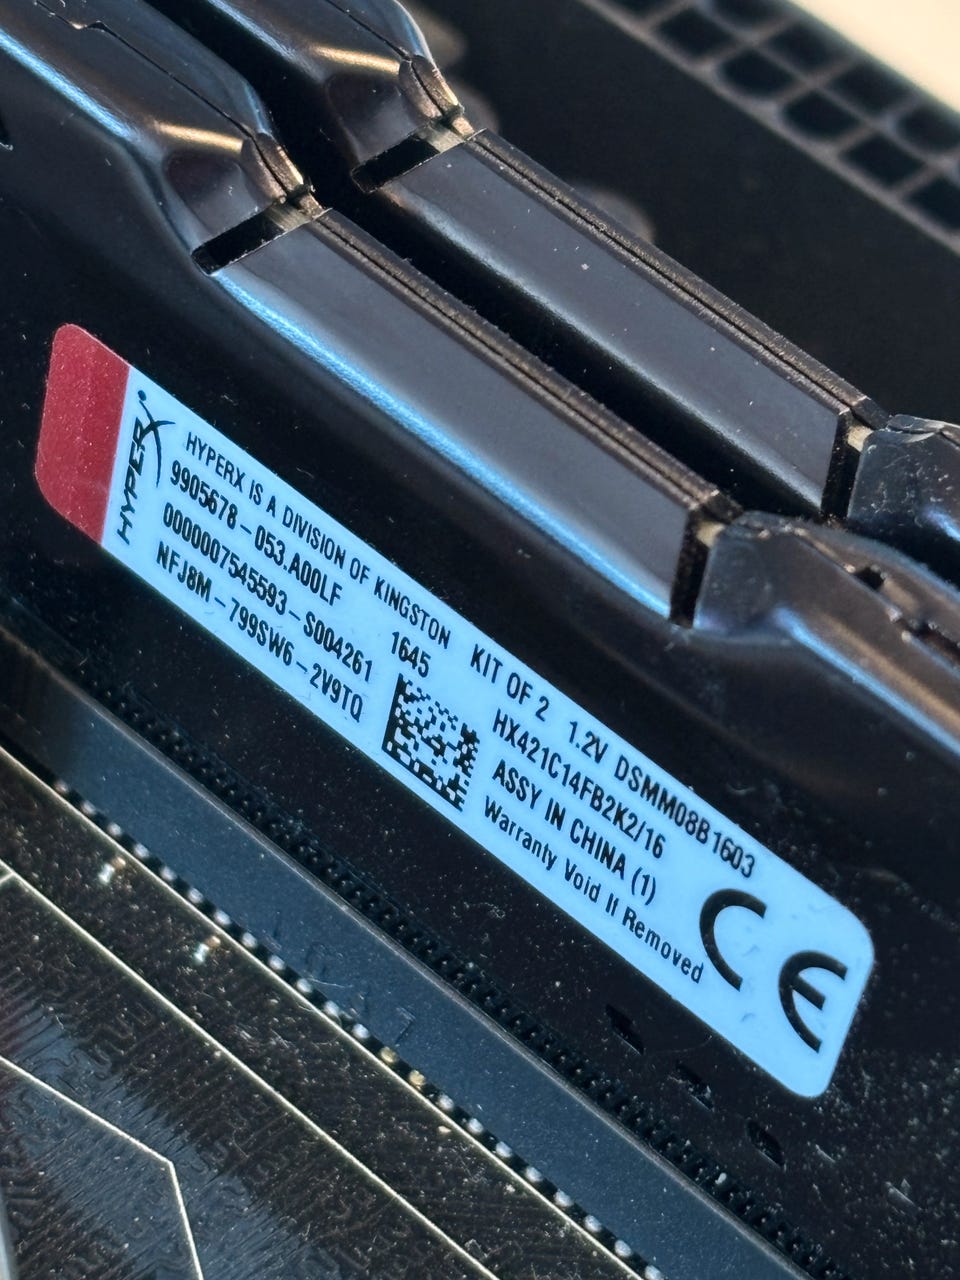 HYPERX
HYPERX IS A DIVISION OF KINGSTON KIT OF 2 1.2V DSMM08B1603
9905678-053.A00LF 1645 HX421C14FB2K2/16
0000007545593-S004261 ASSY IN CHINA (1)
NFJ8M-799SW6-2V9TQ Warranty Void If Removed
CE